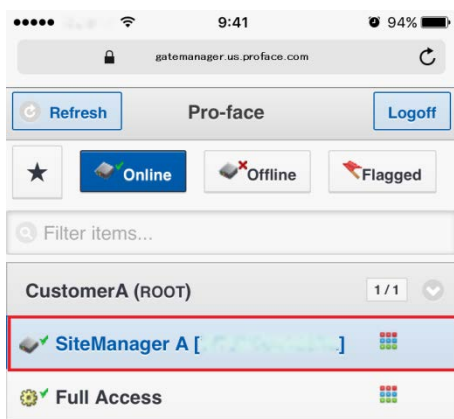 9:41 94%
gatemanager.us.proface.com
Refresh Pro-face Logoff
Online Offline Flagged
Filter items...
CustomerA (ROOT) 1/1
SiteManager A [ ]
Full Access